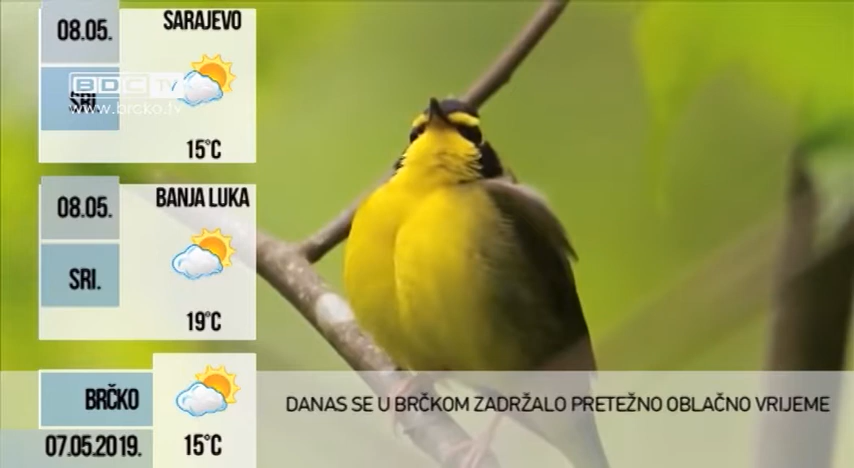 08.05.
SARAJEVO
BDC TV
SRI.
www.brcko.tv
15°C
08.05.
BANJA LUKA
SRI.
19°C
BRČKO
07.05.2019.
15°C
DANAS SE U BRČKOM ZADRŽALO PRETEŽNO OBLAČNO VRIJEME